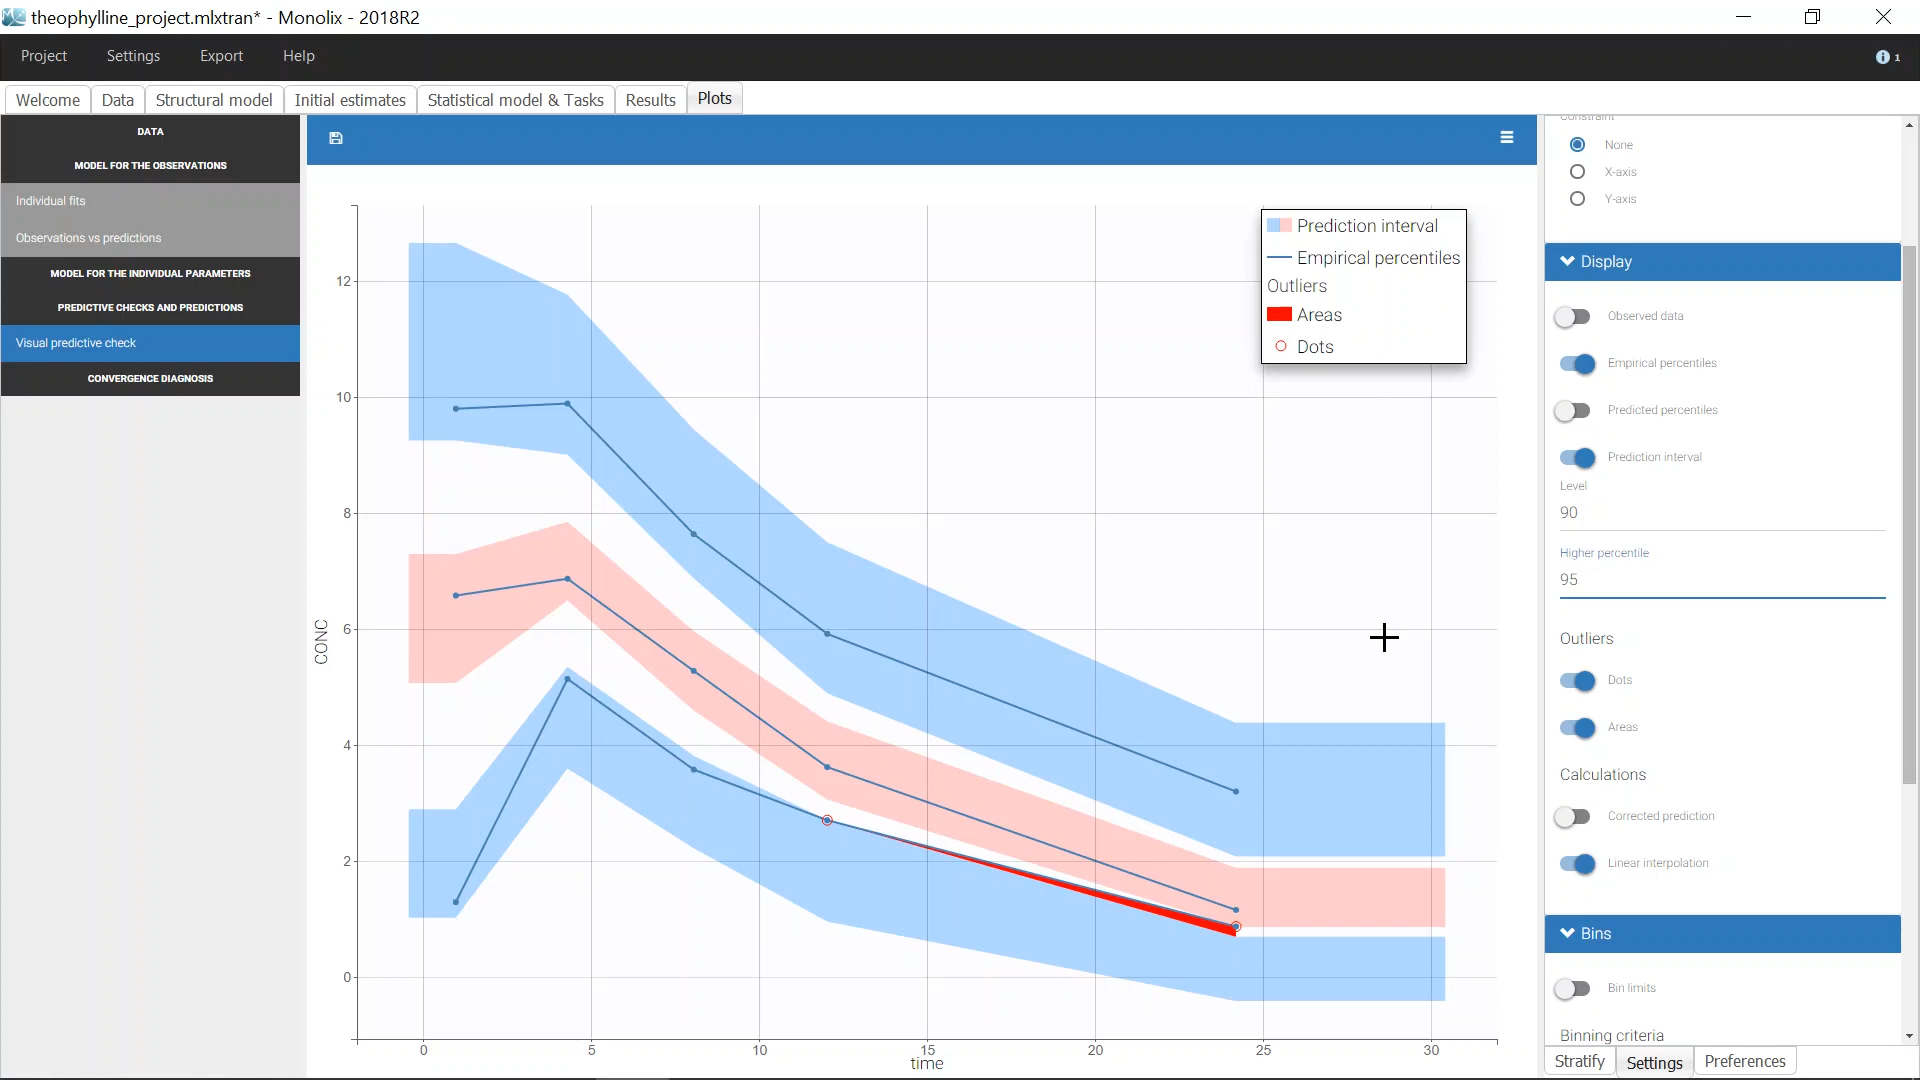 theophylline_project.mlxtran* - Monolix - 2018R2
Project Settings Export Help 1
Welcome Data Structural model Initial estimates Statistical model & Tasks Results Plots
DATA
MODEL FOR THE OBSERVATIONS
Individual fits
Observations vs predictions
MODEL FOR THE INDIVIDUAL PARAMETERS
PREDICTIVE CHECKS AND PREDICTIONS
Visual predictive check
CONVERGENCE DIAGNOSIS
Prediction interval
Empirical percentiles
Outliers
Areas
Dots
12
10
8
6
4
2
0
CONC
0 5 10 15 20 25 30
time
Constraint
None
X-axis
Y-axis
Display
Observed data
Empirical percentiles
Predicted percentiles
Prediction interval
Level
90
Higher percentile
95
Outliers
Dots
Areas
Calculations
Corrected prediction
Linear interpolation
Bins
Bin limits
Binning criteria
Stratify Settings Preferences